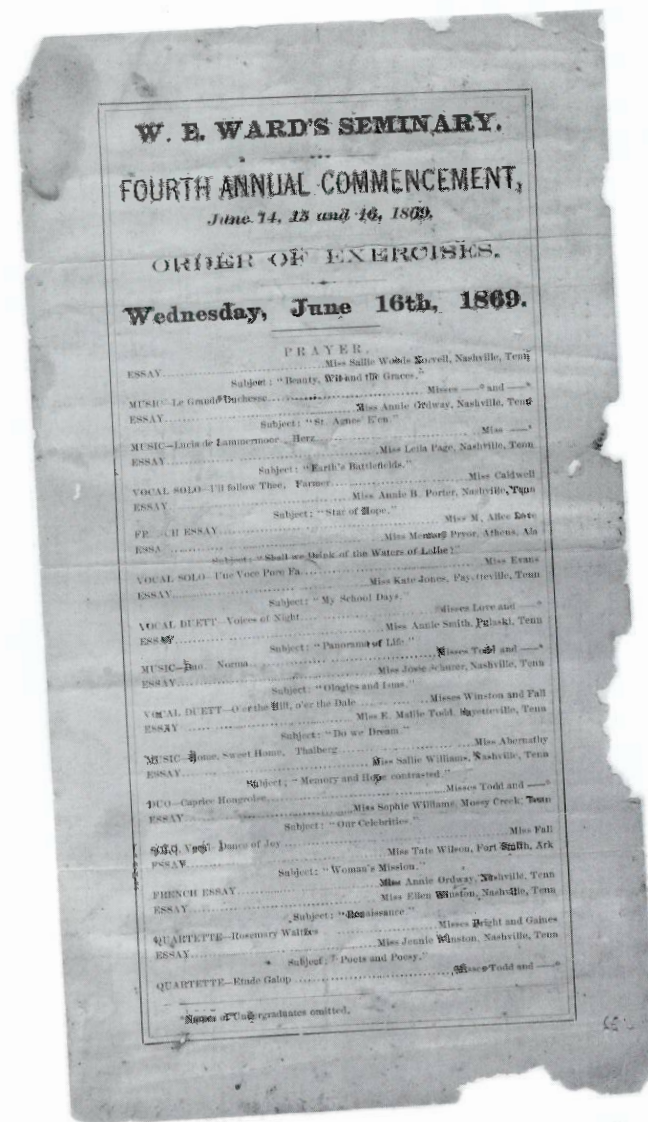 W. E. WARD'S SEMINARY.
FOURTH ANNUAL COMMENCEMENT,
June 14, 15 and 16, 1869.
ORDER OF EXERCISES.
Wednesday, June 16th, 1869.
PRAYER.
ESSAY Miss Sallie Woods Norvell, Nashville, Tenn
Subject: "Beauty, Wit and the Graces."
MUSIC—Le Grande Duchesse Misses ——* and ——*
ESSAY Miss Annie Ordway, Nashville, Tenn
Subject: "St. Agnes' E'en."
MUSIC—Lucia de Lammermoor, Herz Miss ——*
ESSAY Miss Leila Page, Nashville, Tenn
Subject: "Earth's Battlefields."
VOCAL SOLO—I'll follow Thee, Farmer Miss Caldwell
ESSAY Miss Annie B. Porter, Nashville, Tenn
Subject: "Star of Hope."
FRENCH ESSAY Miss M. Alice Love
ESSAY Miss Pryor, Athens, Ala
Subject: "Shall we Drink of the Waters of Lethe?"
VOCAL SOLO—Une Voce Pure Fa Miss Evans
ESSAY Miss Kate Jones, Fayetteville, Tenn
Subject: "My School Days."
VOCAL DUETT—Voices of Night Misses Love and ——*
ESSAY Miss Annie Smith, Pulaski, Tenn
Subject: "Panorama of Life."
MUSIC—Duo, Norma Misses Todd and ——*
ESSAY Miss Josie Nashville, Tenn
Subject: "Ologies and Isms."
VOCAL DUETT—O'er the Hill, o'er the Dale Misses Winston and Fall
ESSAY Miss E. Mallie Todd, Fayetteville, Tenn
Subject: "Do we Dream"
MUSIC—Home, Sweet Home, Thalberg Miss Abernathy
ESSAY Miss Sallie Williams, Nashville, Tenn
Subject; "Memory and Hope contrasted."
DUO—Caprice Hongroise Misses Todd and ——*
ESSAY Miss Sophie Williams, Mossy Creek, Tenn
Subject: "Our Celebrities."
SOLO, Vocal—Dance of Joy Miss Fall
ESSAY Miss Tate Wilson, Fort Smith, Ark
Subject: "Woman's Mission."
FRENCH ESSAY Miss Annie Ordway, Nashville, Tenn
ESSAY Miss Ellen Winston, Nashville, Tenn
Subject: "Renaissance"
QUARTETTE—Rosemary Waltzes Misses Bright and Gaines
ESSAY Miss Jennie Winston, Nashville, Tenn
Subject; "Poets and Poesy."
QUARTETTE—Etude Galop Misses Todd and ——*
*Names of Undergraduates omitted.